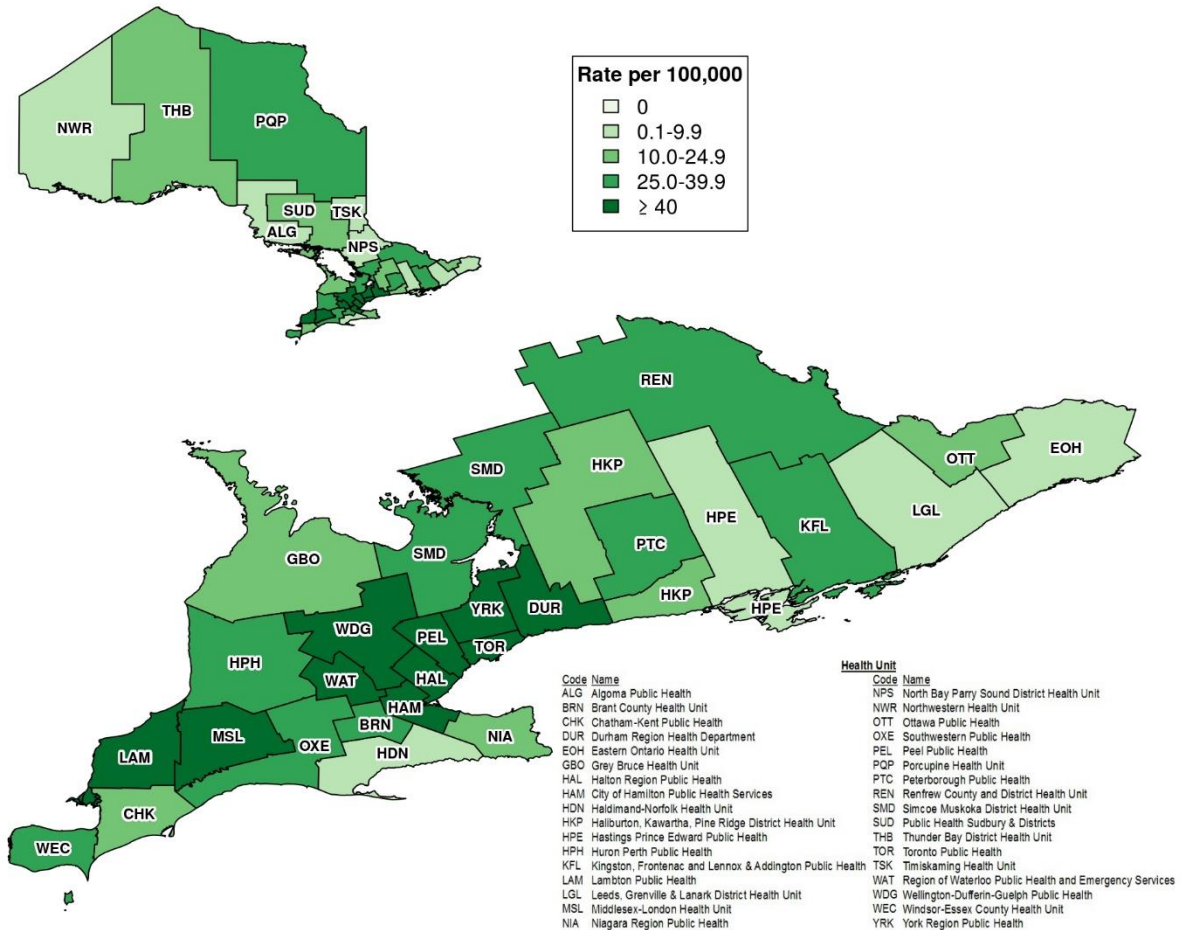 Rate per 100,000
0
0.1-9.9
10.0-24.9
25.0-39.9
≥ 40
NWR
THB
PQP
SUD
TSK
ALG
NPS
REN
SMD
HKP
OTT
EOH
LGL
HPE
KFL
PTC
GBO
SMD
HKP
HPE
YRK
DUR
WDG
PEL
TOR
HPH
WAT
HAL
HAM
BRN
NIA
MSL
OXE
HDN
LAM
CHK
WEC
Health Unit
Code Name
ALG Algoma Public Health
BRN Brant County Health Unit
CHK Chatham-Kent Public Health
DUR Durham Region Health Department
EOH Eastern Ontario Health Unit
GBO Grey Bruce Health Unit
HAL Halton Region Public Health
HAM City of Hamilton Public Health Services
HDN Haldimand-Norfolk Health Unit
HKP Haliburton, Kawartha, Pine Ridge District Health Unit
HPE Hastings Prince Edward Public Health
HPH Huron Perth Public Health
KFL Kingston, Frontenac and Lennox & Addington Public Health
LAM Lambton Public Health
LGL Leeds, Grenville & Lanark District Health Unit
MSL Middlesex-London Health Unit
NIA Niagara Region Public Health
Code Name
NPS North Bay Parry Sound District Health Unit
NWR Northwestern Health Unit
OTT Ottawa Public Health
OXE Southwestern Public Health
PEL Peel Public Health
PQP Porcupine Health Unit
PTC Peterborough Public Health
REN Renfrew County and District Health Unit
SMD Simcoe Muskoka District Health Unit
SUD Public Health Sudbury & Districts
THB Thunder Bay District Health Unit
TOR Toronto Public Health
TSK Timiskaming Health Unit
WAT Region of Waterloo Public Health and Emergency Services
WDG Wellington-Dufferin-Guelph Public Health
WEC Windsor-Essex County Health Unit
YRK York Region Public Health